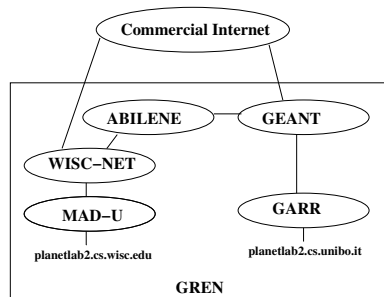 Commercial Internet
ABILENE
GEANT
WISC-NET
MAD-U
GARR
planetlab2.cs.wisc.edu
planetlab2.cs.unibo.it
GREN